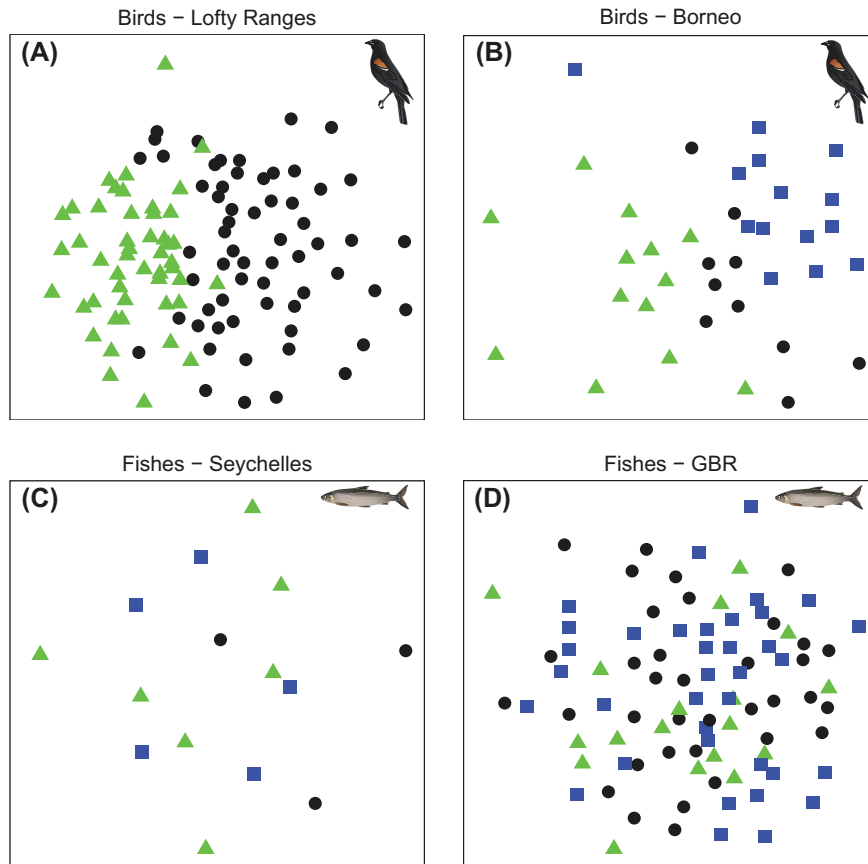 Birds – Lofty Ranges
(A)
Birds – Borneo
(B)
Fishes – Seychelles
(C)
Fishes – GBR
(D)